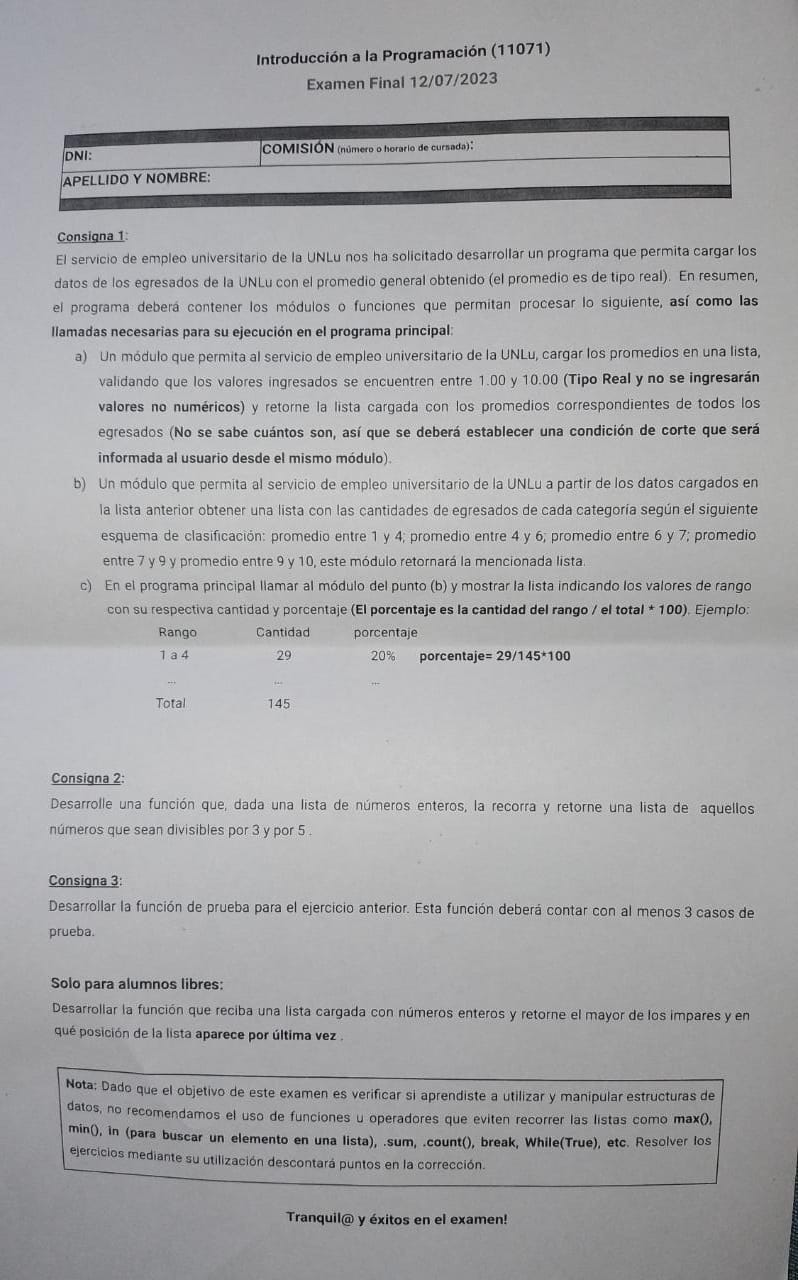 Introducción a la Programación (11071)
Examen Final 12/07/2023
DNI:
COMISIÓN (número o horario de cursada):
APELLIDO Y NOMBRE:
Consigna 1:
El servicio de empleo universitario de la UNLu nos ha solicitado desarrollar un programa que permita cargar los
datos de los egresados de la UNLu con el promedio general obtenido (el promedio es de tipo real). En resumen,
el programa deberá contener los módulos o funciones que permitan procesar lo siguiente, así como las
llamadas necesarias para su ejecución en el programa principal:
a) Un módulo que permita al servicio de empleo universitario de la UNLu, cargar los promedios en una lista,
validando que los valores ingresados se encuentren entre 1.00 y 10.00 (Tipo Real y no se ingresarán
valores no numéricos) y retorne la lista cargada con los promedios correspondientes de todos los
egresados (No se sabe cuántos son, así que se deberá establecer una condición de corte que será
informada al usuario desde el mismo módulo).
b) Un módulo que permita al servicio de empleo universitario de la UNLu a partir de los datos cargados en
la lista anterior obtener una lista con las cantidades de egresados de cada categoría según el siguiente
esquema de clasificación: promedio entre 1 y 4; promedio entre 4 y 6; promedio entre 6 y 7; promedio
entre 7 y 9 y promedio entre 9 y 10, este módulo retornará la mencionada lista.
c) En el programa principal llamar al módulo del punto (b) y mostrar la lista indicando los valores de rango
con su respectiva cantidad y porcentaje (El porcentaje es la cantidad del rango / el total * 100). Ejemplo:
Rango Cantidad porcentaje
1 a 4 29 20% porcentaje= 29/145*100
... ... ...
Total 145
Consigna 2:
Desarrolle una función que, dada una lista de números enteros, la recorra y retorne una lista de aquellos
números que sean divisibles por 3 y por 5 .
Consigna 3:
Desarrollar la función de prueba para el ejercicio anterior. Esta función deberá contar con al menos 3 casos de
prueba.
Solo para alumnos libres:
Desarrollar la función que reciba una lista cargada con números enteros y retorne el mayor de los impares y en
qué posición de la lista aparece por última vez .
Nota: Dado que el objetivo de este examen es verificar si aprendiste a utilizar y manipular estructuras de
datos, no recomendamos el uso de funciones u operadores que eviten recorrer las listas como max(),
min(), in (para buscar un elemento en una lista), .sum, .count(), break, While(True), etc. Resolver los
ejercicios mediante su utilización descontará puntos en la corrección.
Tranquil@ y éxitos en el examen!